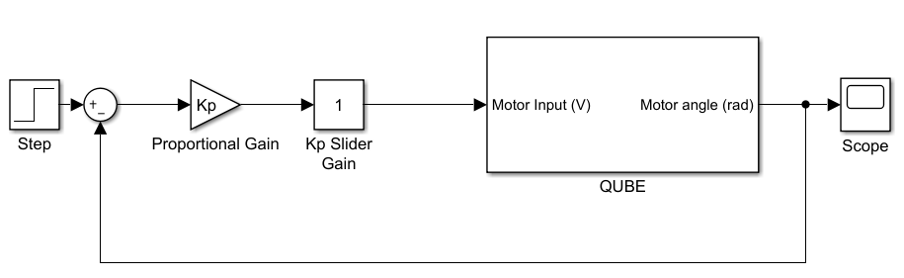 +
−
Kp
1
Motor Input (V)
Motor angle (rad)
Step
Proportional Gain
Kp Slider
Gain
QUBE
Scope